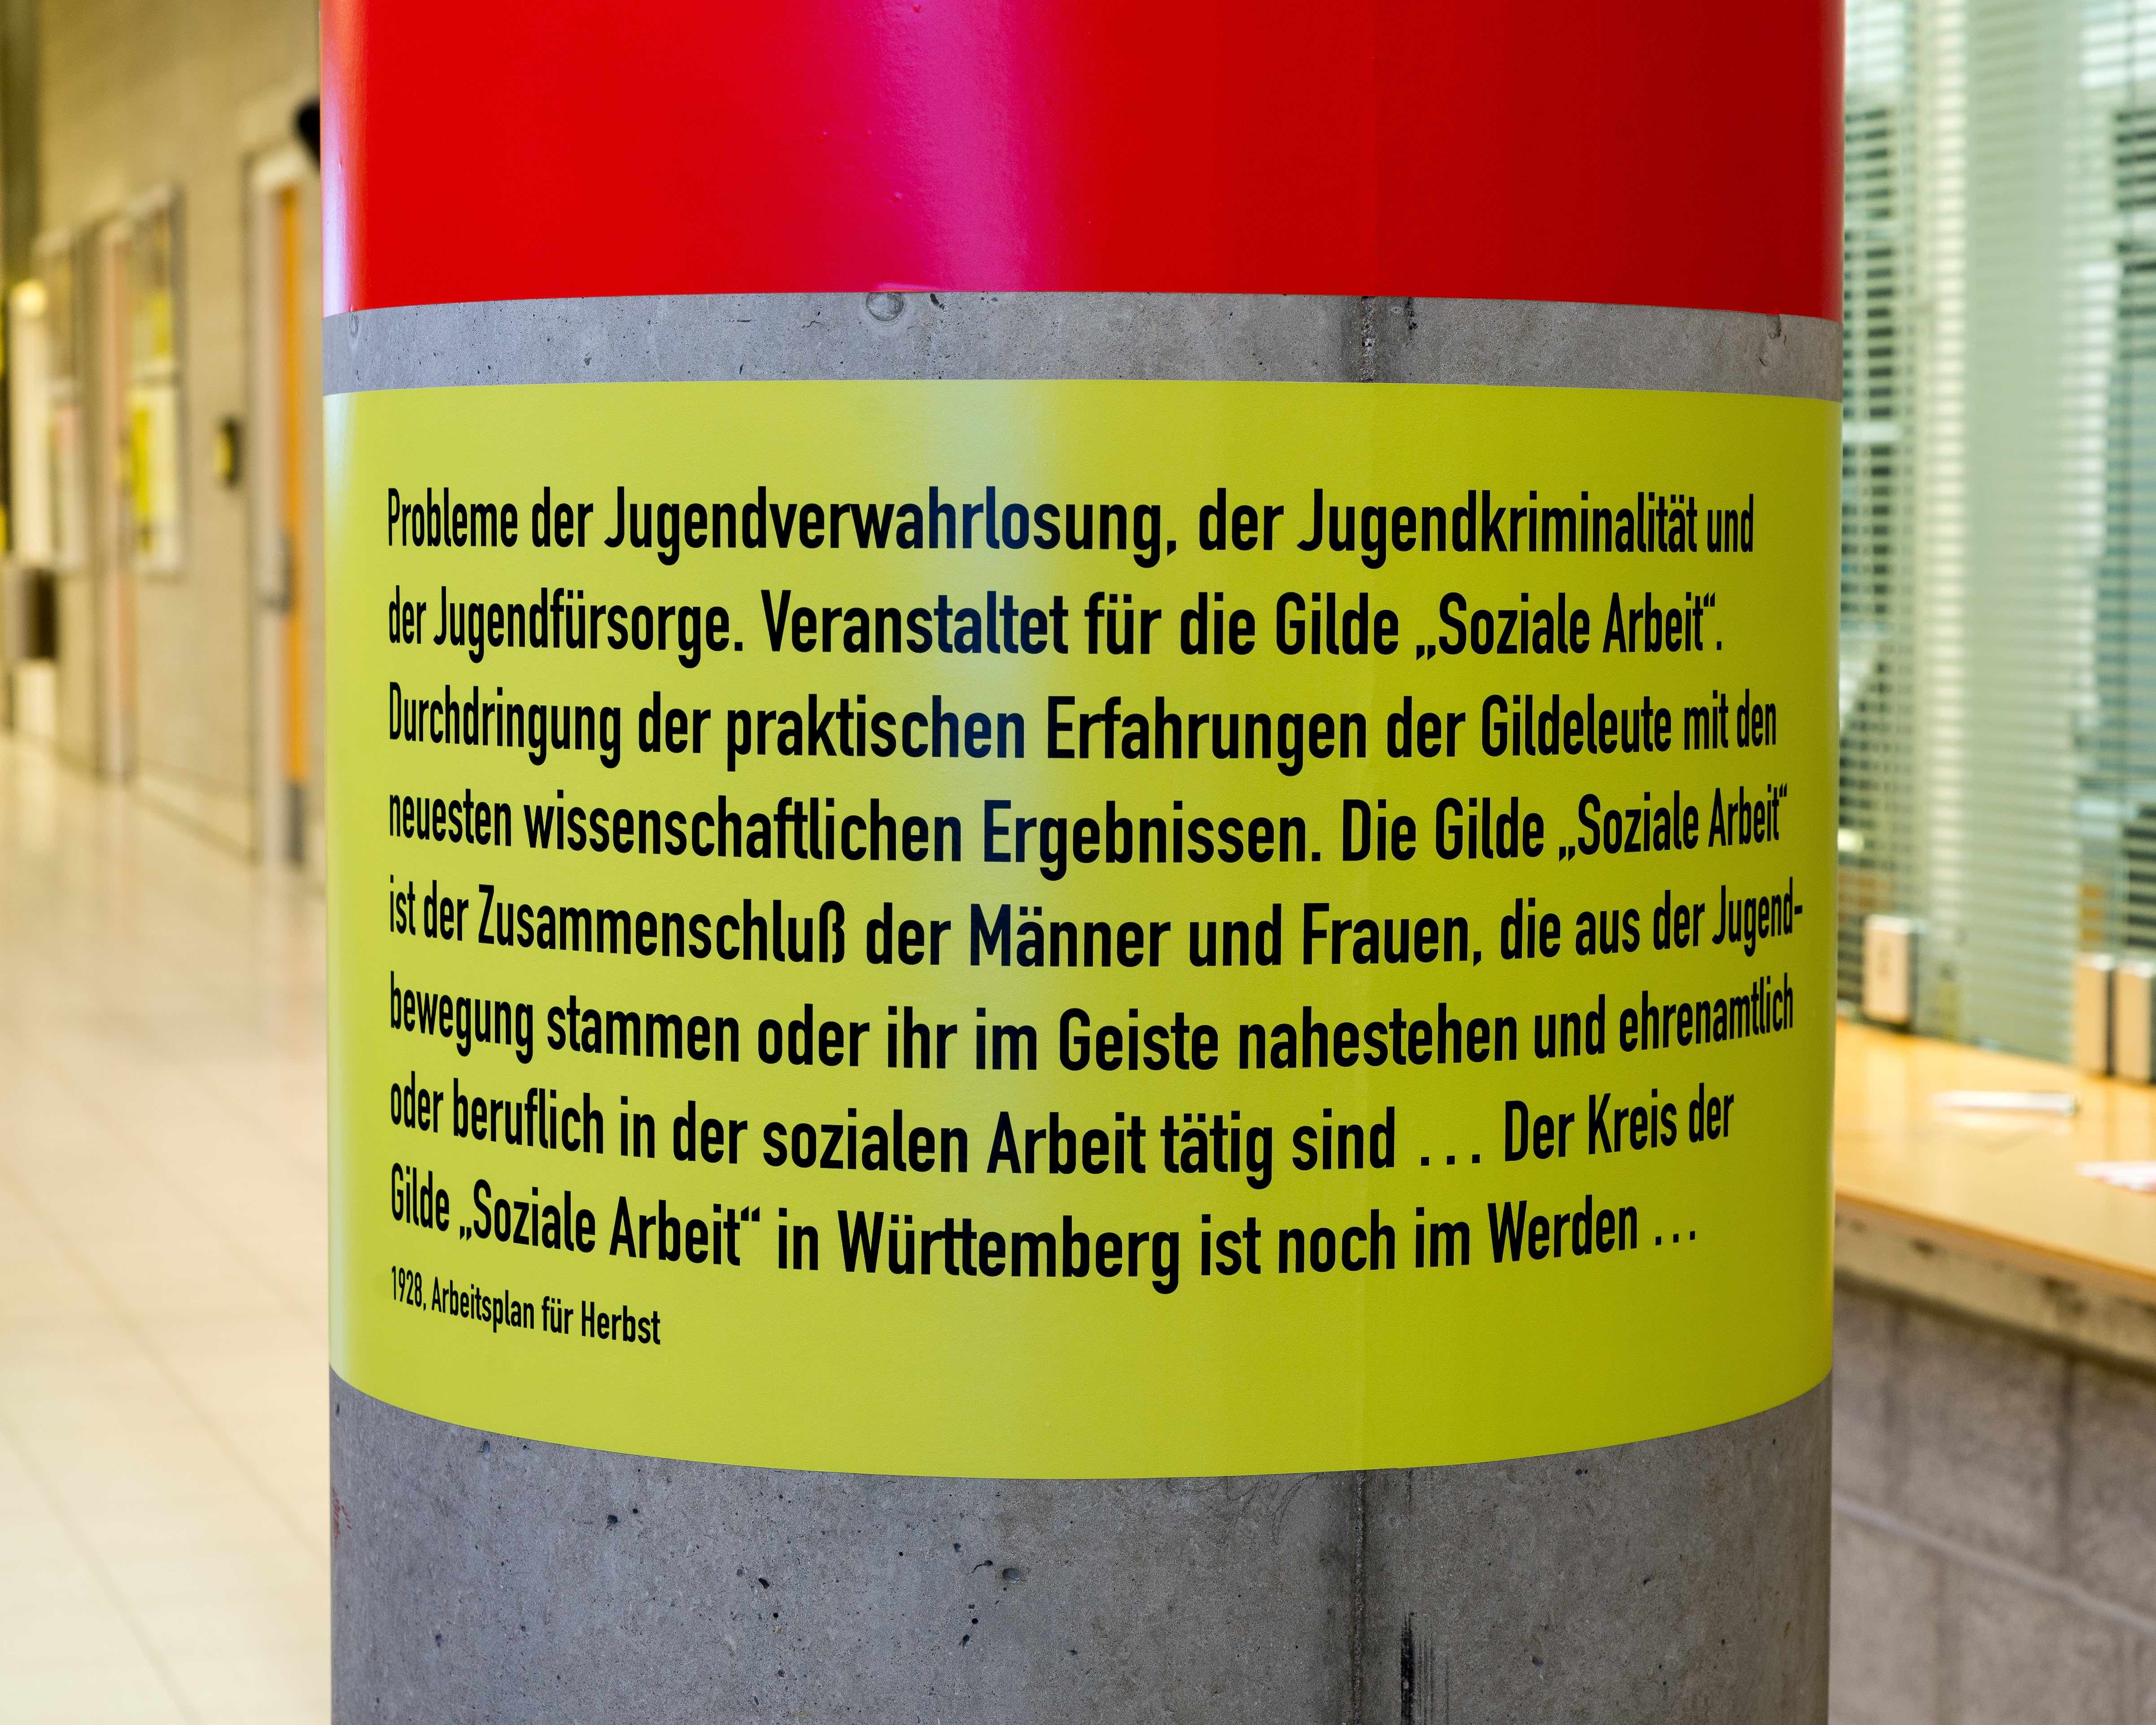 Probleme der Jugendverwahrlosung, der Jugendkriminalität und
der Jugendfürsorge. Veranstaltet für die Gilde „Soziale Arbeit“.
Durchdringung der praktischen Erfahrungen der Gildeleute mit den
neuesten wissenschaftlichen Ergebnissen. Die Gilde „Soziale Arbeit“
ist der Zusammenschluß der Männer und Frauen, die aus der Jugend-
bewegung stammen oder ihr im Geiste nahestehen und ehrenamtlich
oder beruflich in der sozialen Arbeit tätig sind ... Der Kreis der
Gilde „Soziale Arbeit“ in Württemberg ist noch im Werden ...
1928, Arbeitsplan für Herbst